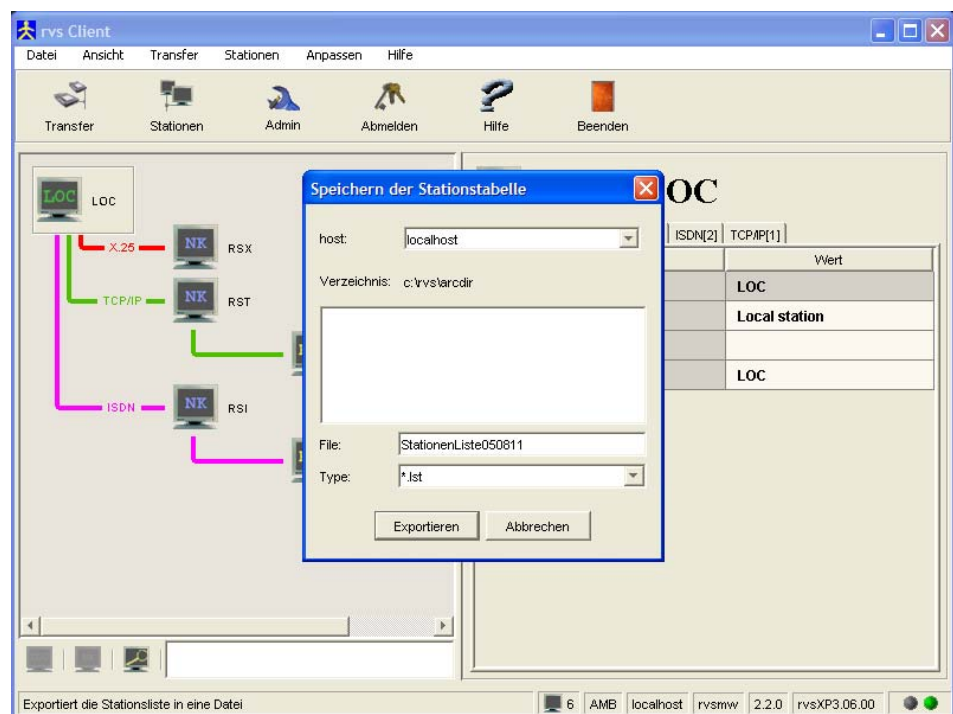 rvs Client
Datei Ansicht Transfer Stationen Anpassen Hilfe
Transfer Stationen Admin Abmelden Hilfe Beenden
LOC LOC
X.25 NK RSX
TCP/IP NK RST
ISDN NK RSI
OC
ISDN[2] TCP/IP[1]
Wert
LOC
Local station
LOC
Speichern der Stationstabelle
host: localhost
Verzeichnis: c:\rvs\arcdir
File: StationenListe050811
Type: *.lst
Exportieren Abbrechen
Exportiert die Stationsliste in eine Datei 6 AMB localhost rvsmw 2.2.0 rvsXP3.06.00